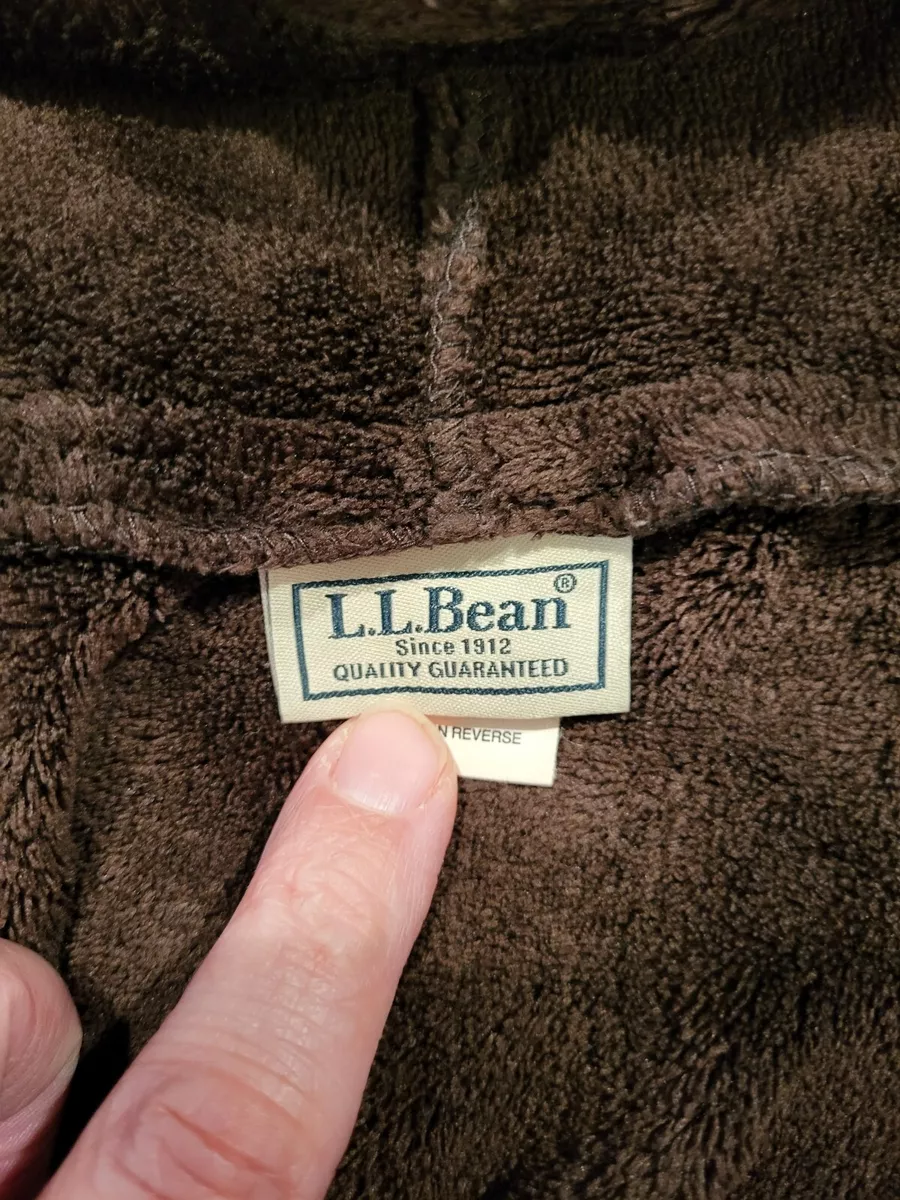 L.L.Bean®
Since 1912
QUALITY GUARANTEED
REVERSE